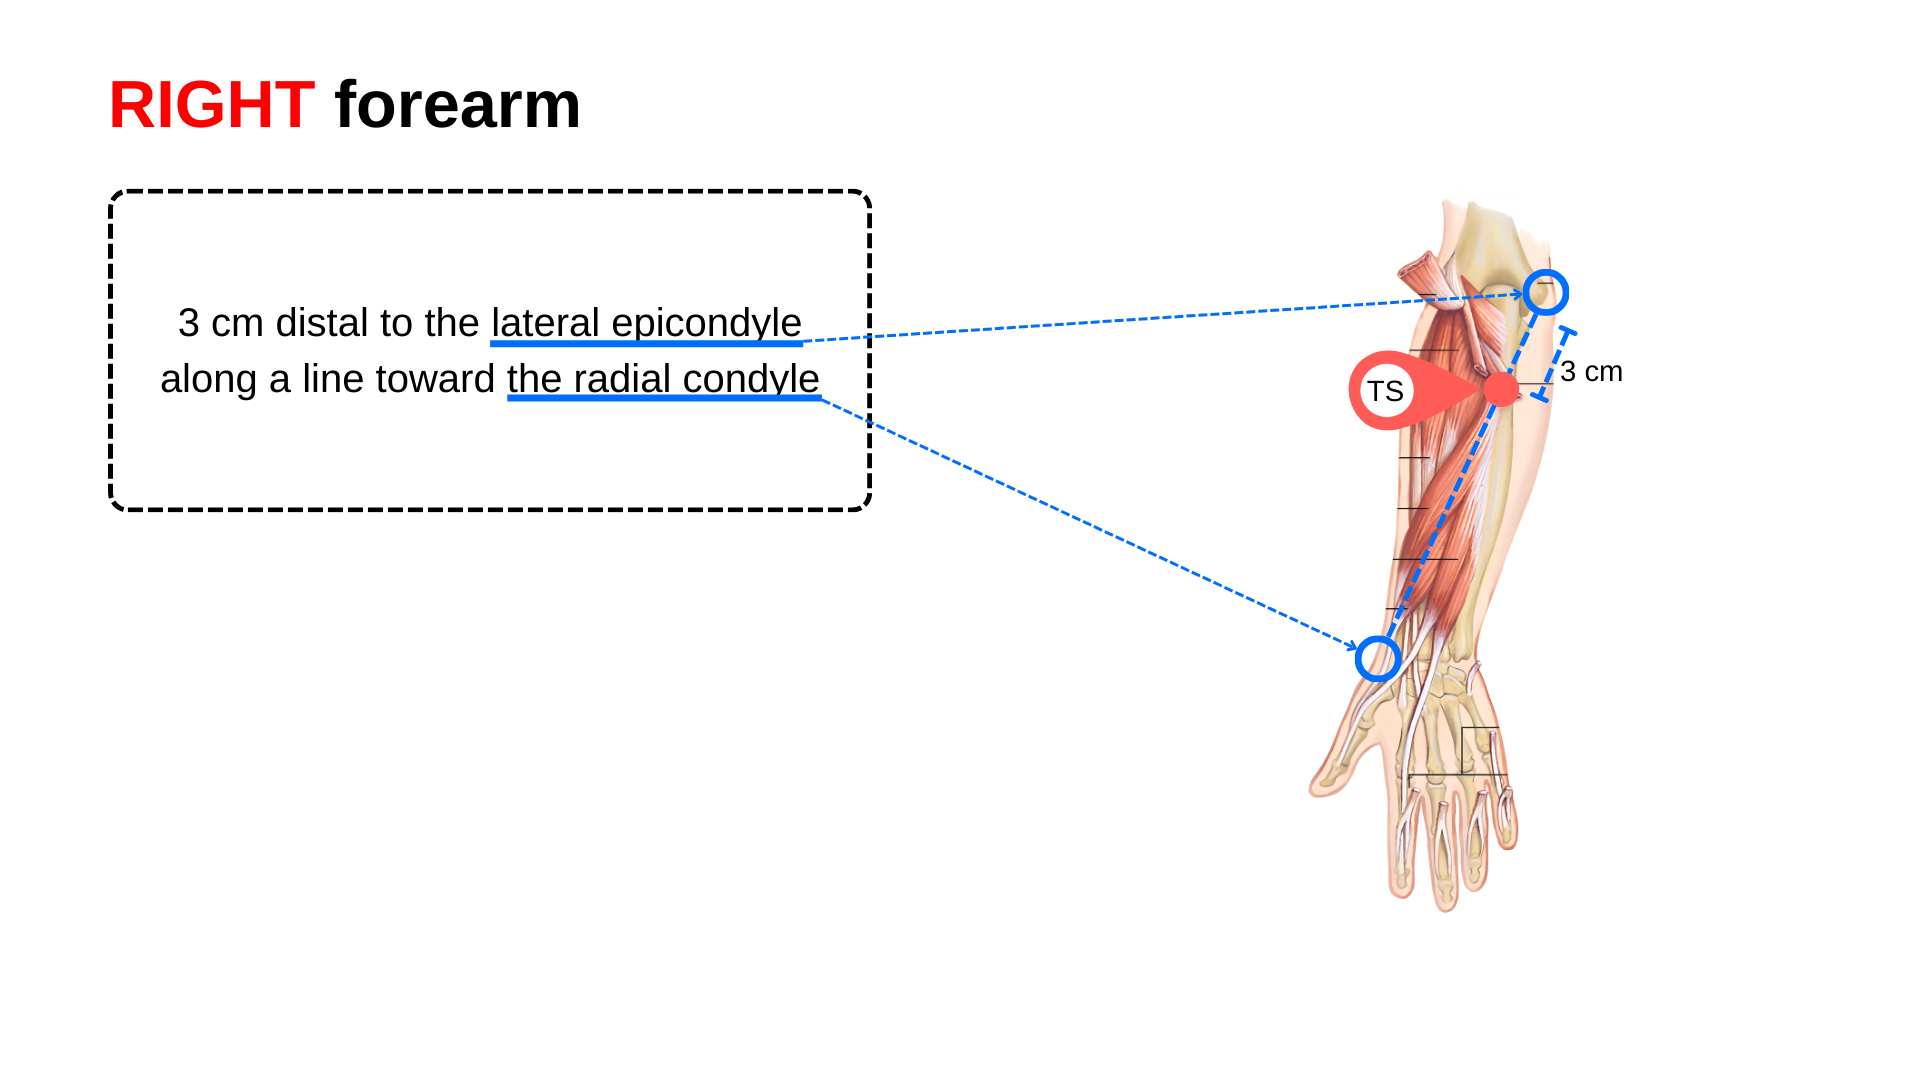 RIGHT forearm
3 cm distal to the lateral epicondyle
along a line toward the radial condyle
TS
3 cm